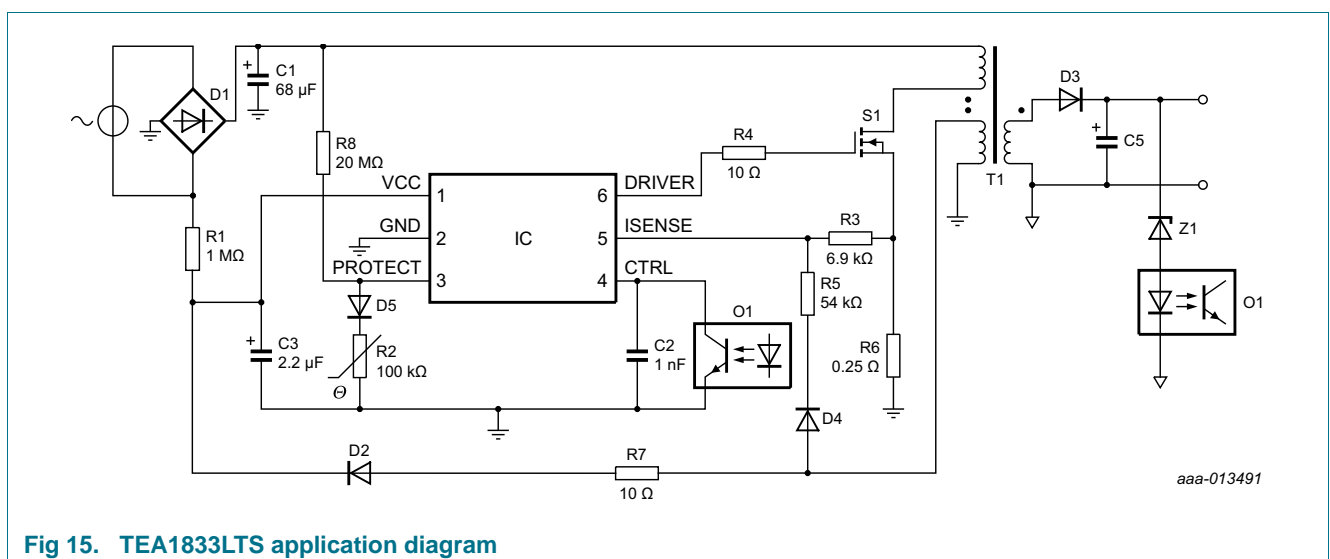 C1
68 µF
D1
D3
S1
R4
10 Ω
R8
20 MΩ
C5
T1
VCC
1
6
DRIVER
GND
2
IC
5
ISENSE
R3
6.9 kΩ
Z1
R1
1 MΩ
PROTECT
3
4
CTRL
R5
54 kΩ
D5
O1
O1
C3
2.2 µF
R2
100 kΩ
Θ
C2
1 nF
R6
0.25 Ω
D4
D2
R7
10 Ω
aaa-013491
Fig 15. TEA1833LTS application diagram